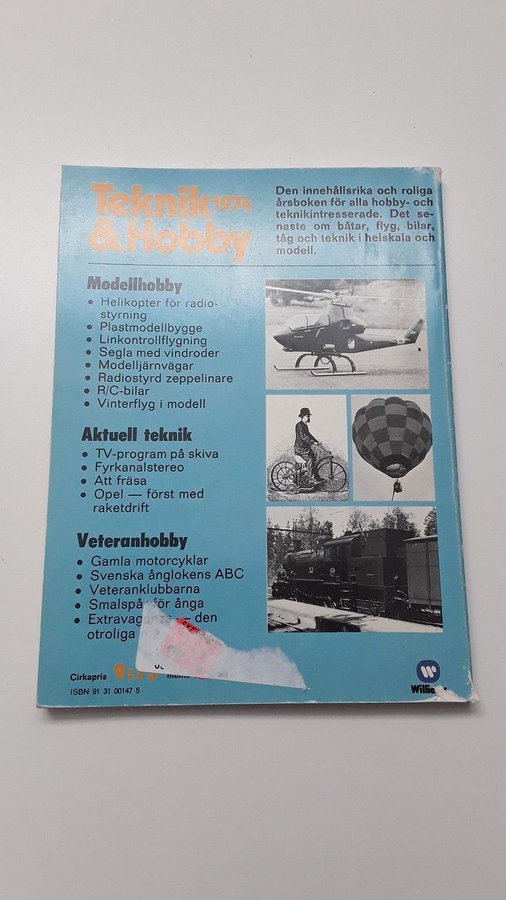 Teknik 1974
& Hobby
Den innehållsrika och roliga
årsboken för alla hobby- och
teknikintresserade. Det se-
naste om båtar, flyg, bilar,
tåg och teknik i helskala och
modell.
Modellhobby
• Helikopter för radio-
styrning
• Plastmodellbygge
• Linkontrollflygning
• Segla med vindroder
• Modelljärnvägar
• Radiostyrd zeppelinare
• R/C-bilar
• Vinterflyg i modell
Aktuell teknik
• TV-program på skiva
• Fyrkanalstereo
• Att fräsa
• Opel — först med
raketdrift
Veteranhobby
• Gamla motorcyklar
• Svenska ånglokens ABC
• Veteranklubbarna
• Smalspår för ånga
• Extravaganza — den
otroliga
Cirkapris
moms
ISBN 91 31 00147 5
W
Williams